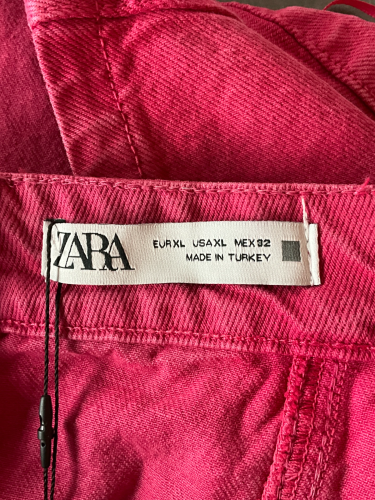 ZARA
EUR XL USA XL MEX 32
MADE IN TURKEY